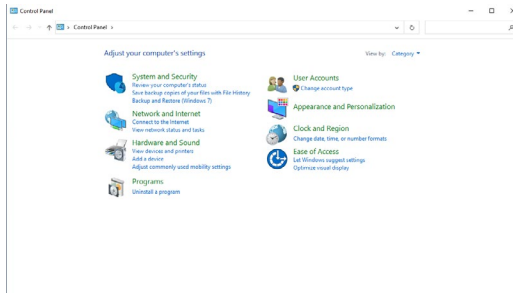 Control Panel
Control Panel
Adjust your computer's settings
View by: Category
System and Security
Review your computer's status
Save backup copies of your files with File History
Backup and Restore (Windows 7)
Network and Internet
Connect to the Internet
View network status and tasks
Hardware and Sound
View devices and printers
Add a device
Adjust commonly used mobility settings
Programs
Uninstall a program
User Accounts
Change account type
Appearance and Personalization
Clock and Region
Change date, time, or number formats
Ease of Access
Let Windows suggest settings
Optimize visual display